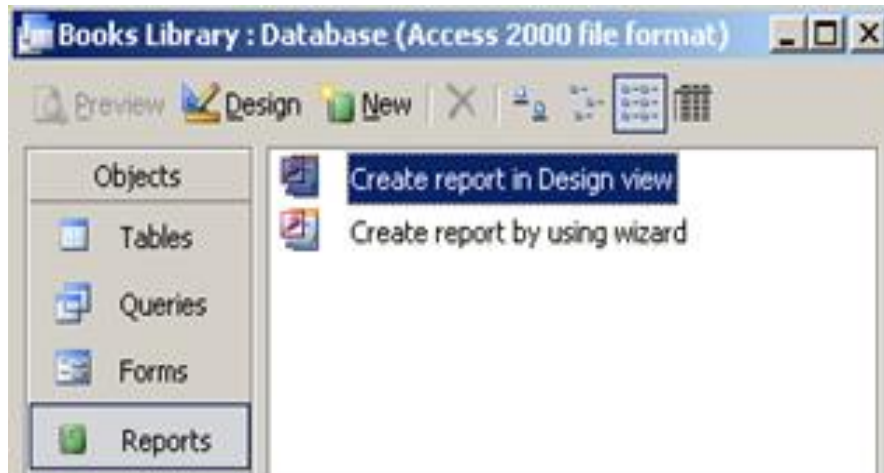 Books Library : Database (Access 2000 file format)
Preview Design New
Objects
Tables
Queries
Forms
Reports
Create report in Design view
Create report by using wizard